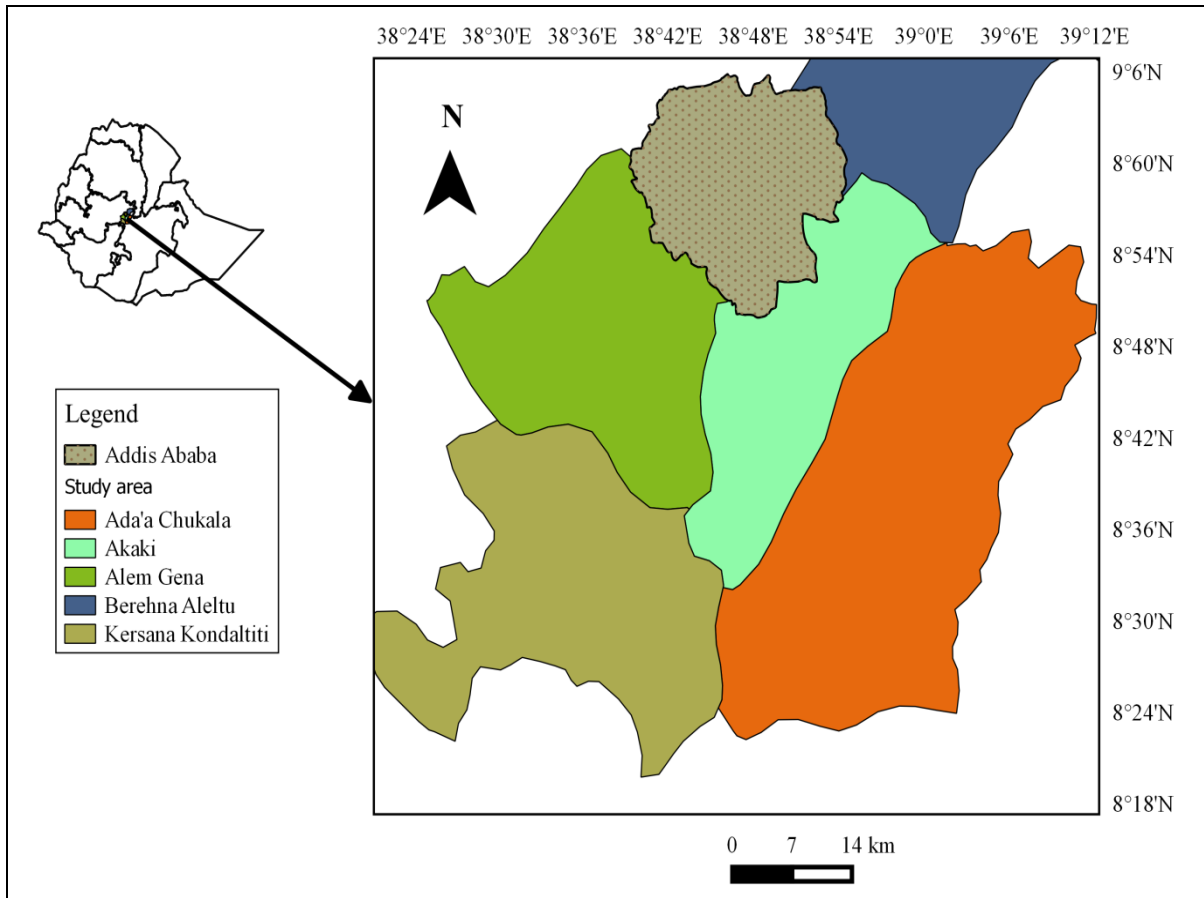 38°24'E 38°30'E 38°36'E 38°42'E 38°48'E 38°54'E 39°0'E 39°6'E 39°12'E
9°6'N
N
8°60'N
8°54'N
8°48'N
Legend
Addis Ababa
Study area
Ada'a Chukala
Akaki
Alem Gena
Berehna Aleltu
Kersana Kondaltiti
8°42'N
8°36'N
8°30'N
8°24'N
8°18'N
0 7 14 km